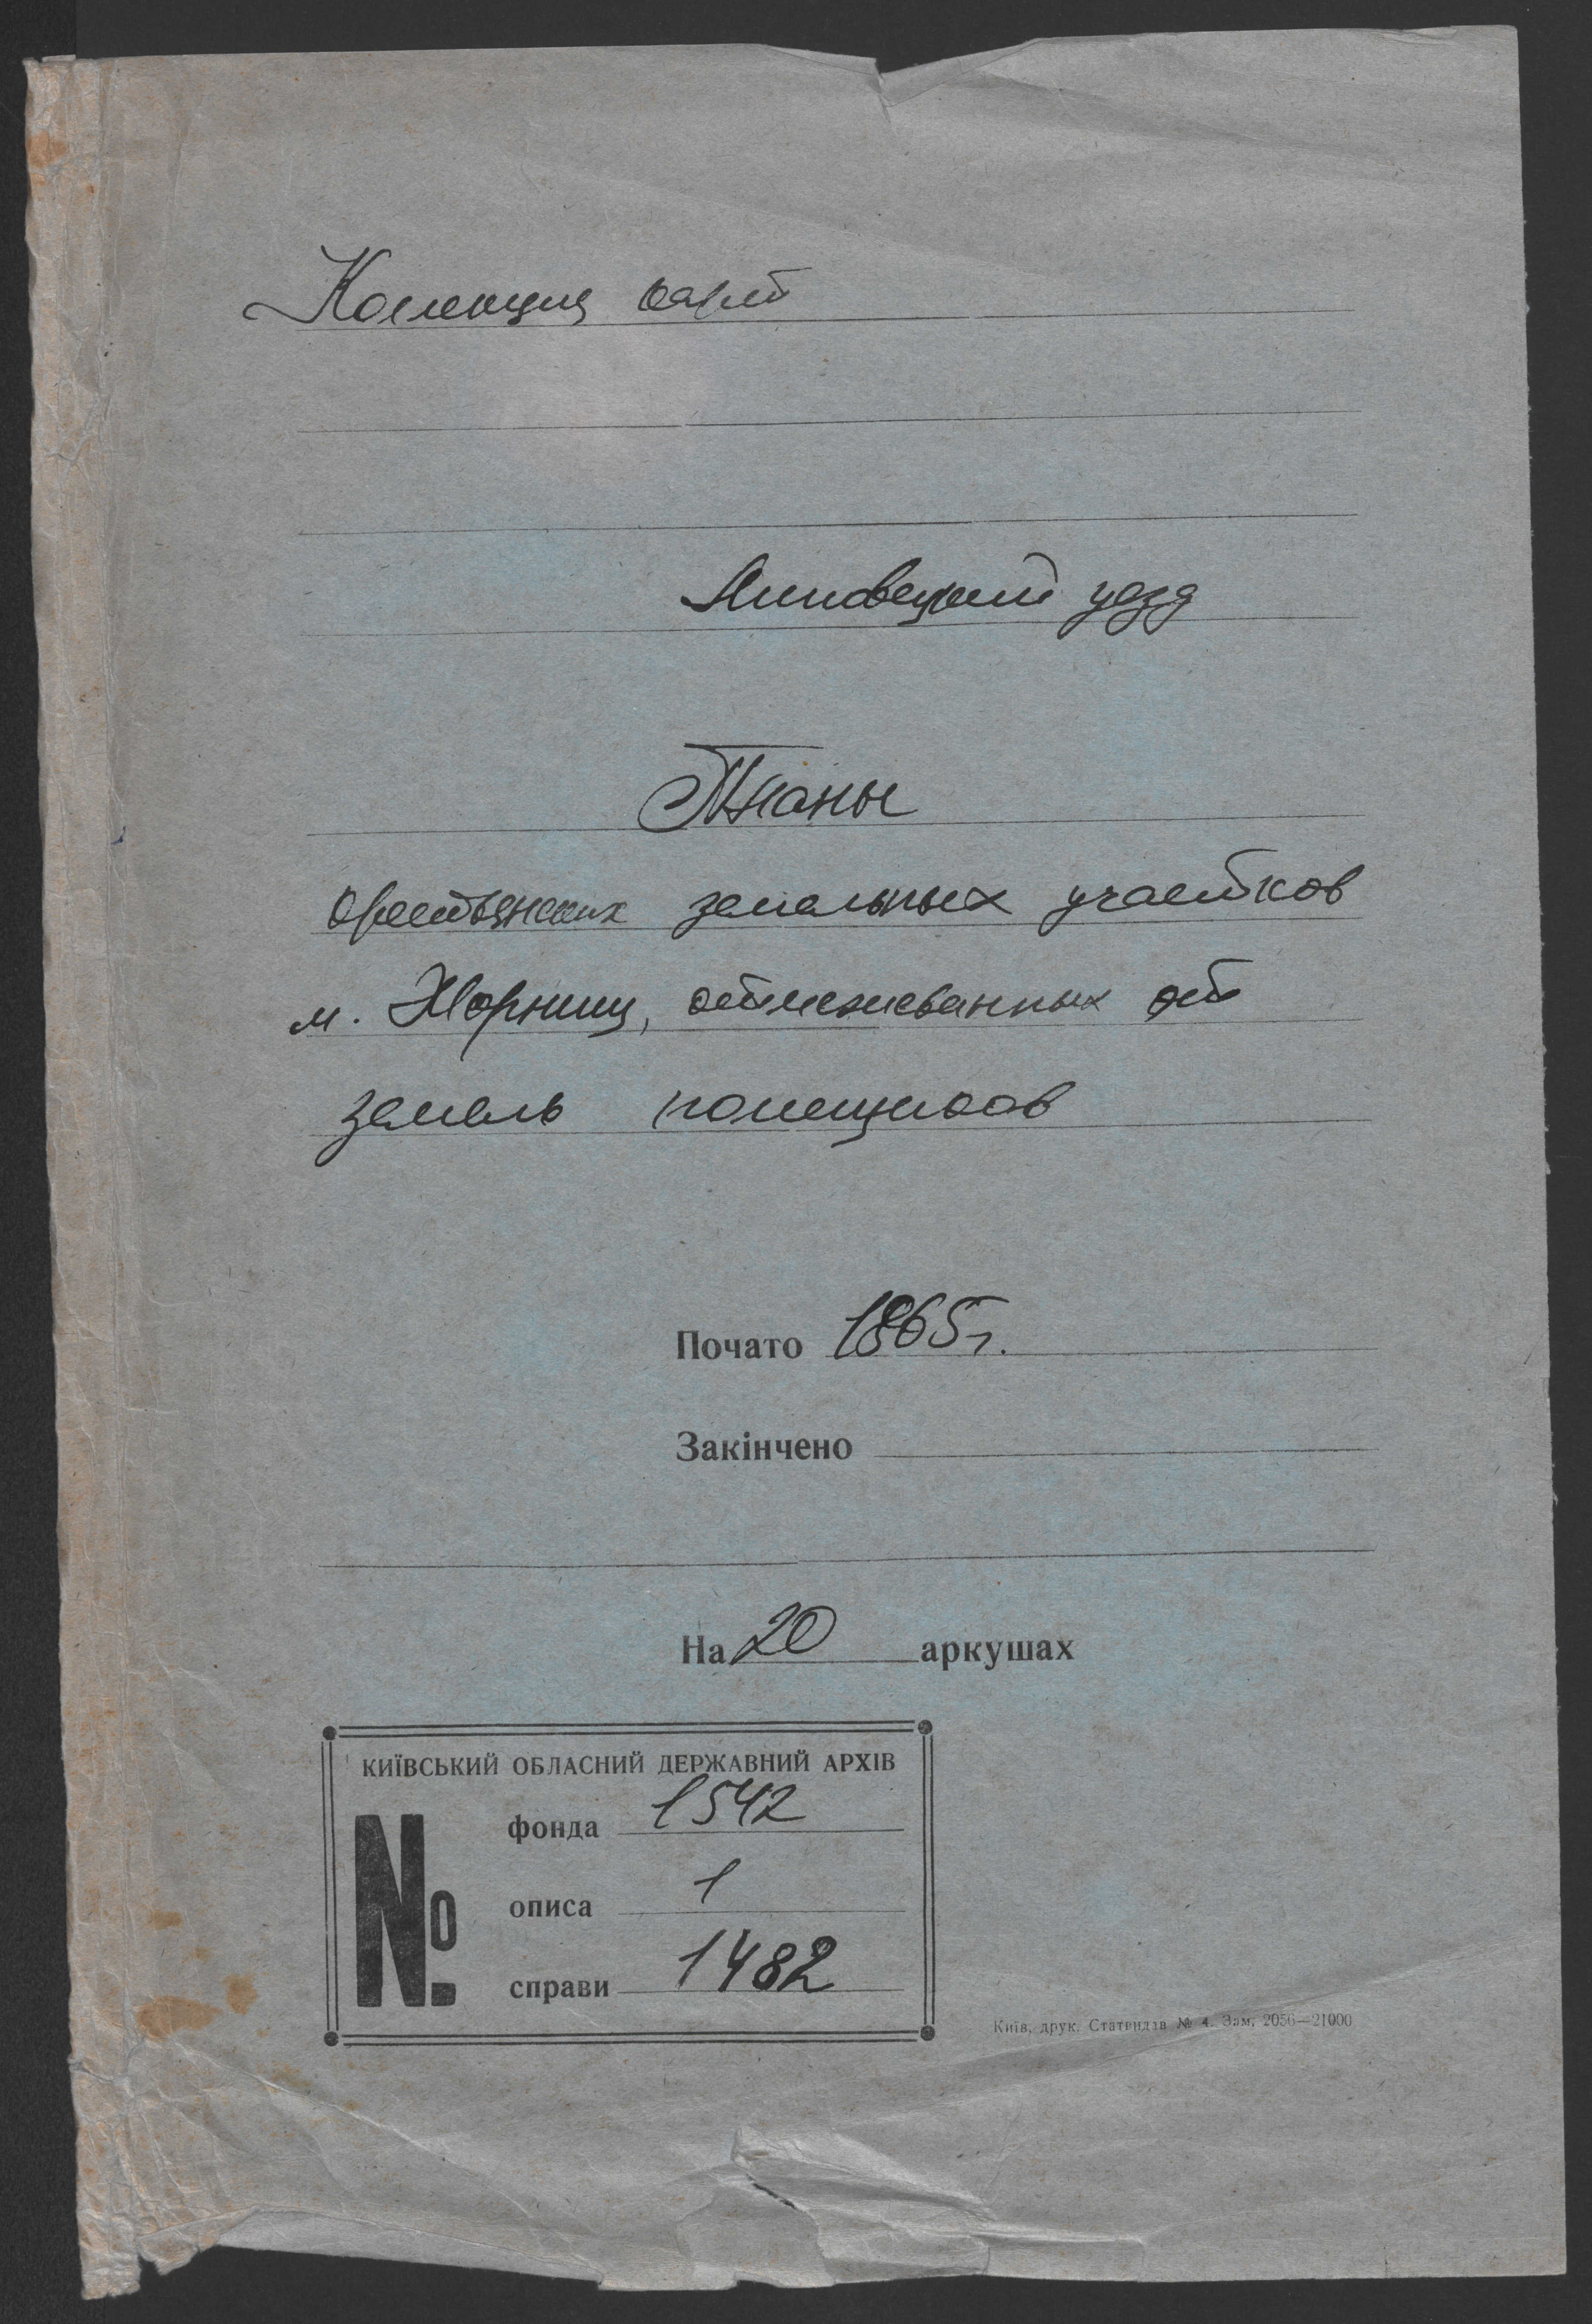 Колекция карт
Липовецкий уезд
Планы
крестьянских земельных участков
м. Жорнищ, отмежеванных от
земель помещиков
Почато 1865 г.
Закінчено
На 20 аркушах
КИЇВСЬКИЙ ОБЛАСНИЙ ДЕРЖАВНИЙ АРХІВ
№
фонда 1542
описа 1
справи 1482
Київ, друк. Статвидав № 4. Зам. 2056—21000